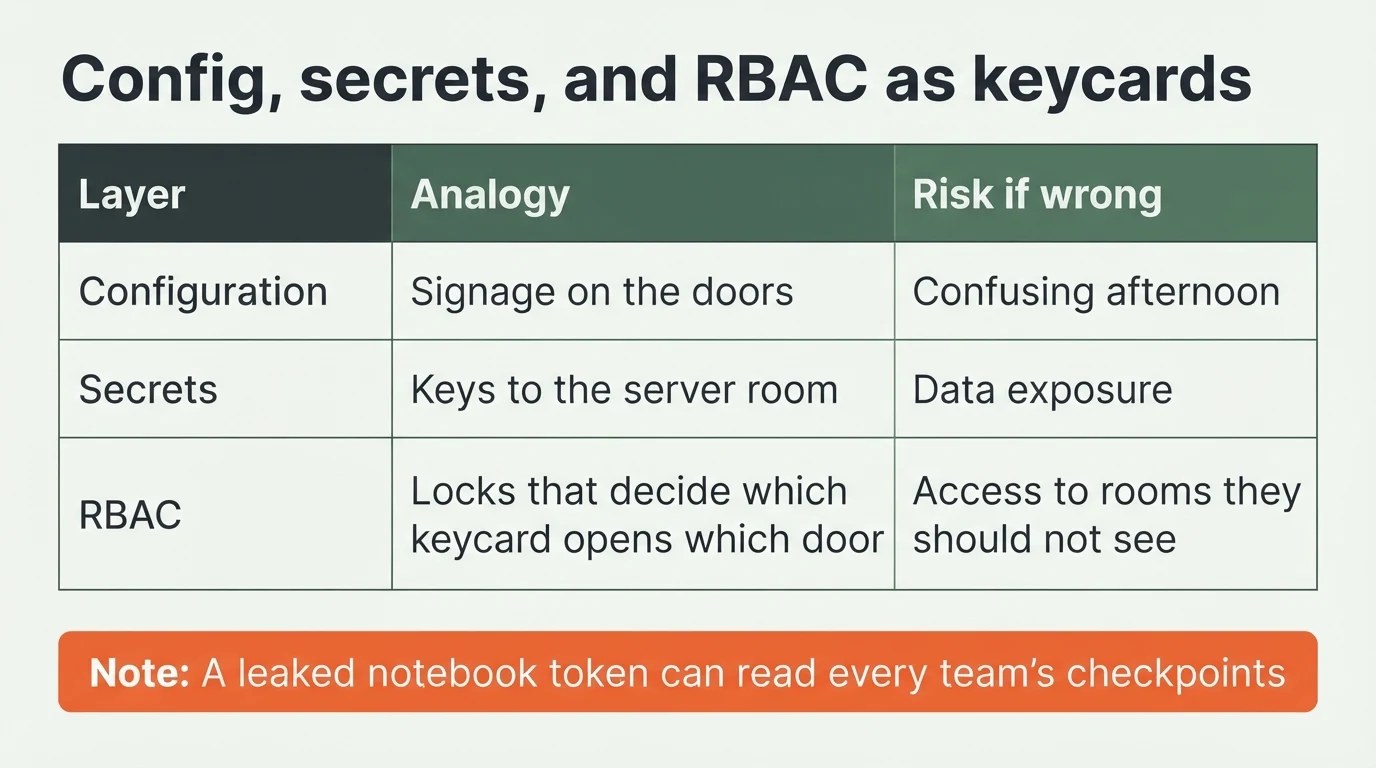 Config, secrets, and RBAC as keycards
Layer
Analogy
Risk if wrong
Configuration
Signage on the doors
Confusing afternoon
Secrets
Keys to the server room
Data exposure
RBAC
Locks that decide which
keycard opens which door
Access to rooms they
should not see
Note: A leaked notebook token can read every team’s checkpoints